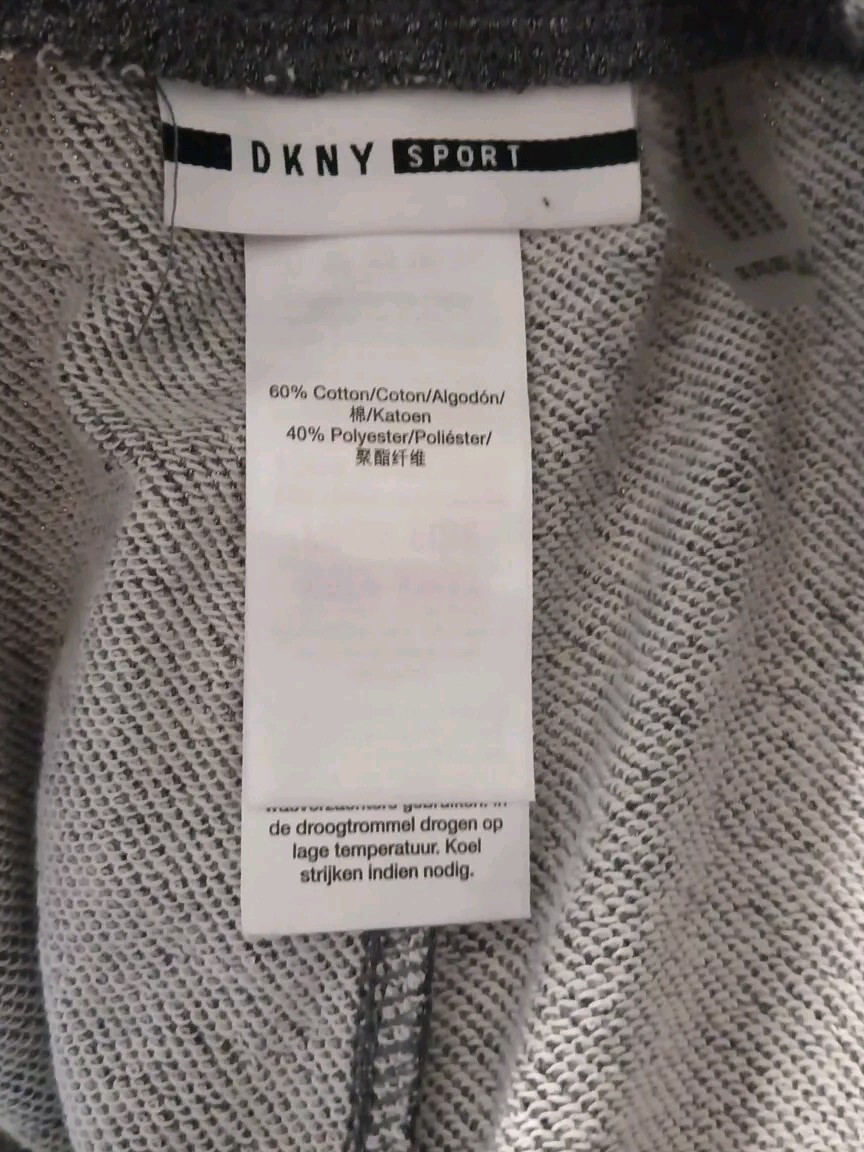 DKNY SPORT
60% Cotton/Coton/Algodón/
棉/Katoen
40% Polyester/Poliéster/
聚酯纤维
de droogtrommel drogen op
lage temperatuur. Koel
strijken indien nodig.